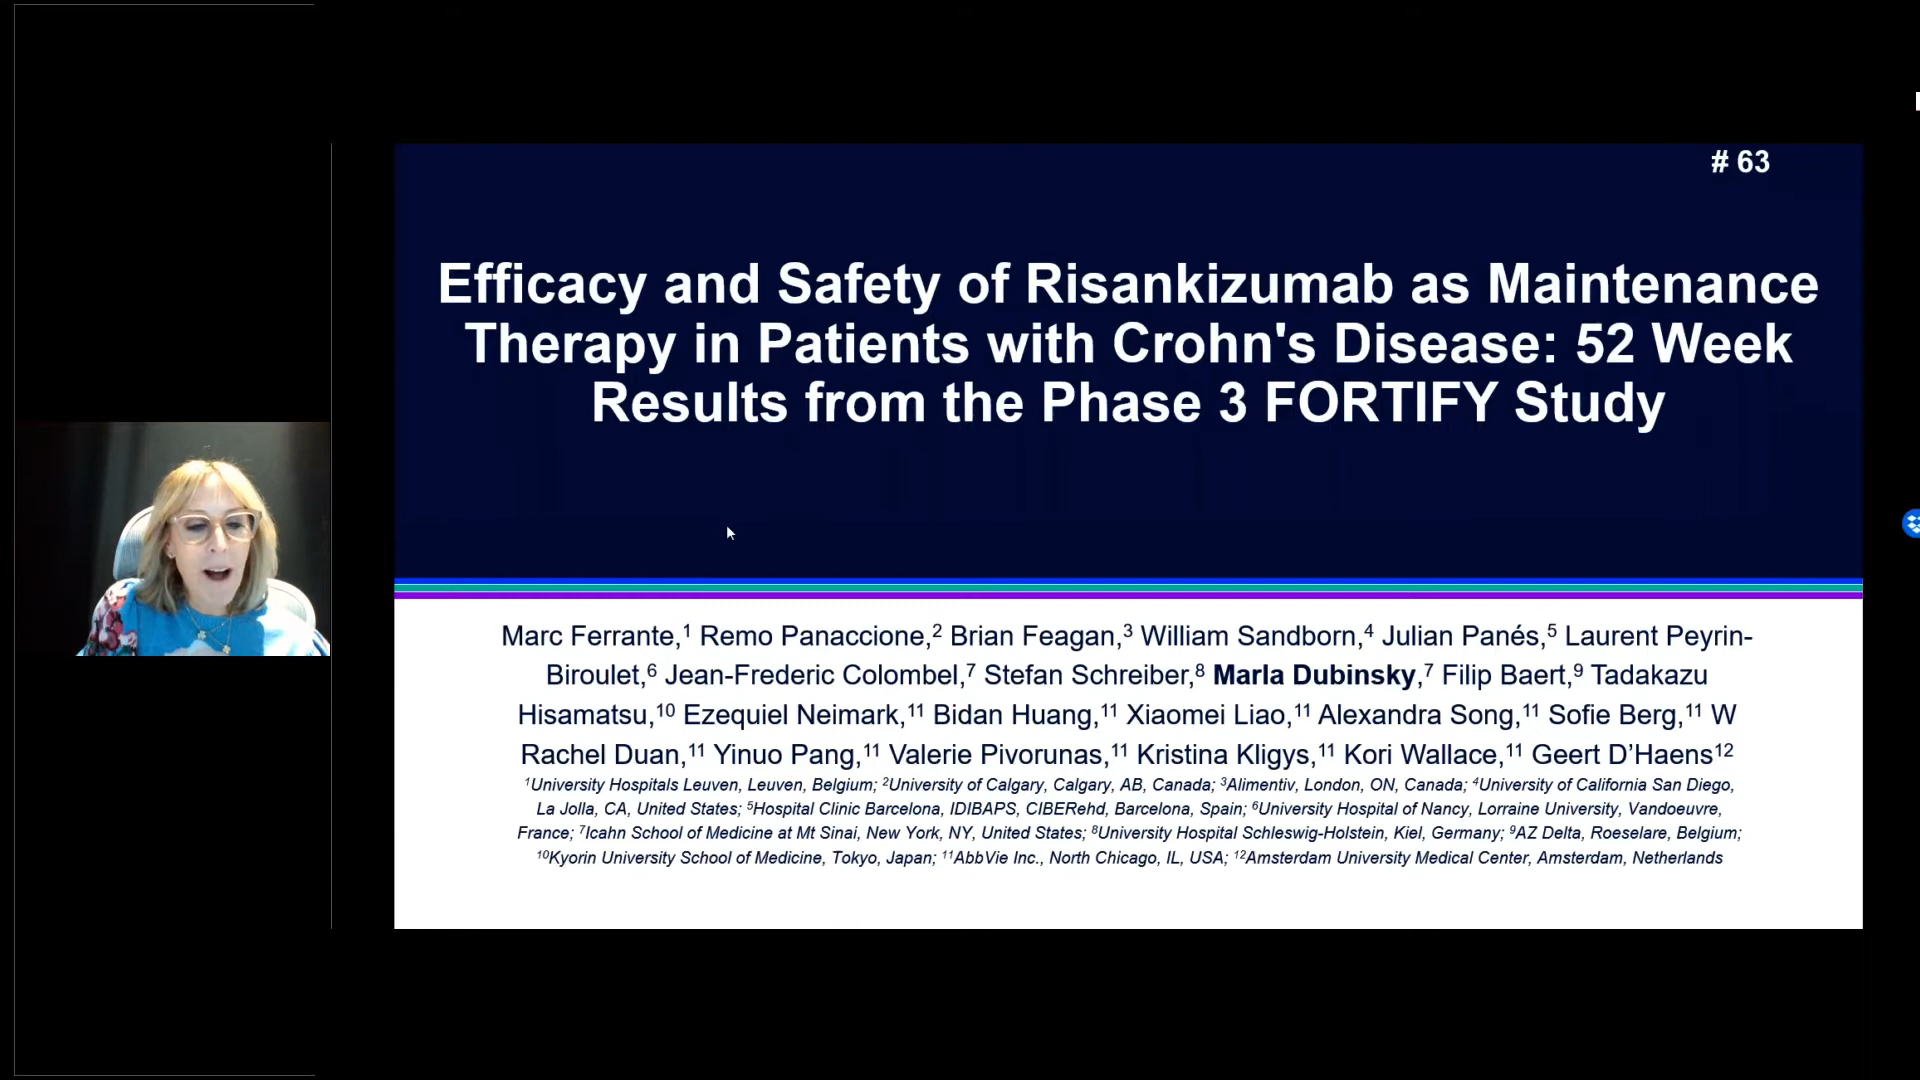 # 63
Efficacy and Safety of Risankizumab as Maintenance
Therapy in Patients with Crohn's Disease: 52 Week
Results from the Phase 3 FORTIFY Study
Marc Ferrante,¹ Remo Panaccione,² Brian Feagan,³ William Sandborn,⁴ Julian Panés,⁵ Laurent Peyrin-
Biroulet,⁶ Jean-Frederic Colombel,⁷ Stefan Schreiber,⁸ Marla Dubinsky,⁷ Filip Baert,⁹ Tadakazu
Hisamatsu,¹⁰ Ezequiel Neimark,¹¹ Bidan Huang,¹¹ Xiaomei Liao,¹¹ Alexandra Song,¹¹ Sofie Berg,¹¹ W
Rachel Duan,¹¹ Yinuo Pang,¹¹ Valerie Pivorunas,¹¹ Kristina Kligys,¹¹ Kori Wallace,¹¹ Geert D’Haens¹²
¹University Hospitals Leuven, Leuven, Belgium; ²University of Calgary, Calgary, AB, Canada; ³Alimentiv, London, ON, Canada; ⁴University of California San Diego,
La Jolla, CA, United States; ⁵Hospital Clinic Barcelona, IDIBAPS, CIBERehd, Barcelona, Spain; ⁶University Hospital of Nancy, Lorraine University, Vandoeuvre,
France; ⁷Icahn School of Medicine at Mt Sinai, New York, NY, United States; ⁸University Hospital Schleswig-Holstein, Kiel, Germany; ⁹AZ Delta, Roeselare, Belgium;
¹⁰Kyorin University School of Medicine, Tokyo, Japan; ¹¹AbbVie Inc., North Chicago, IL, USA; ¹²Amsterdam University Medical Center, Amsterdam, Netherlands